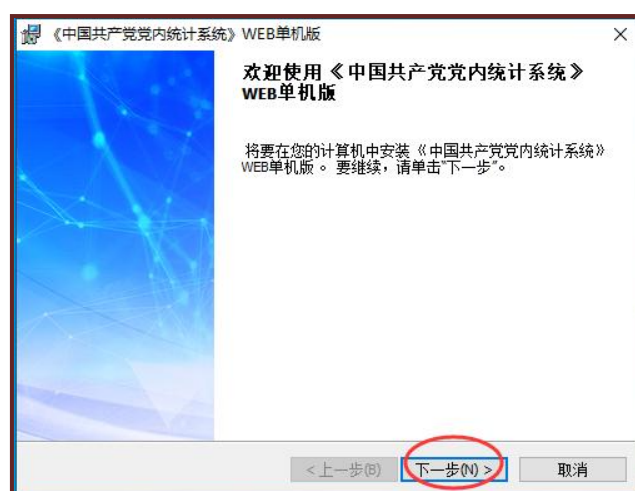 《中国共产党党内统计系统》WEB单机版
欢迎使用《中国共产党党内统计系统》
WEB单机版
将要在您的计算机中安装《中国共产党党内统计系统》
WEB单机版。要继续，请单击"下一步"。
<上一步(B)
下一步(N) >
取消